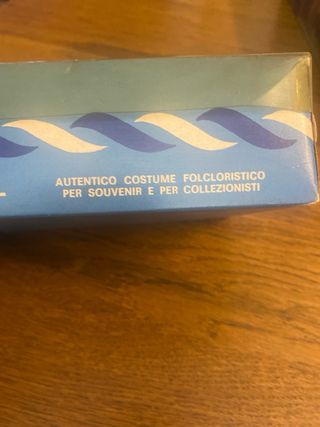 AUTENTICO COSTUME FOLCLORISTICO
PER SOUVENIR E PER COLLEZIONISTI